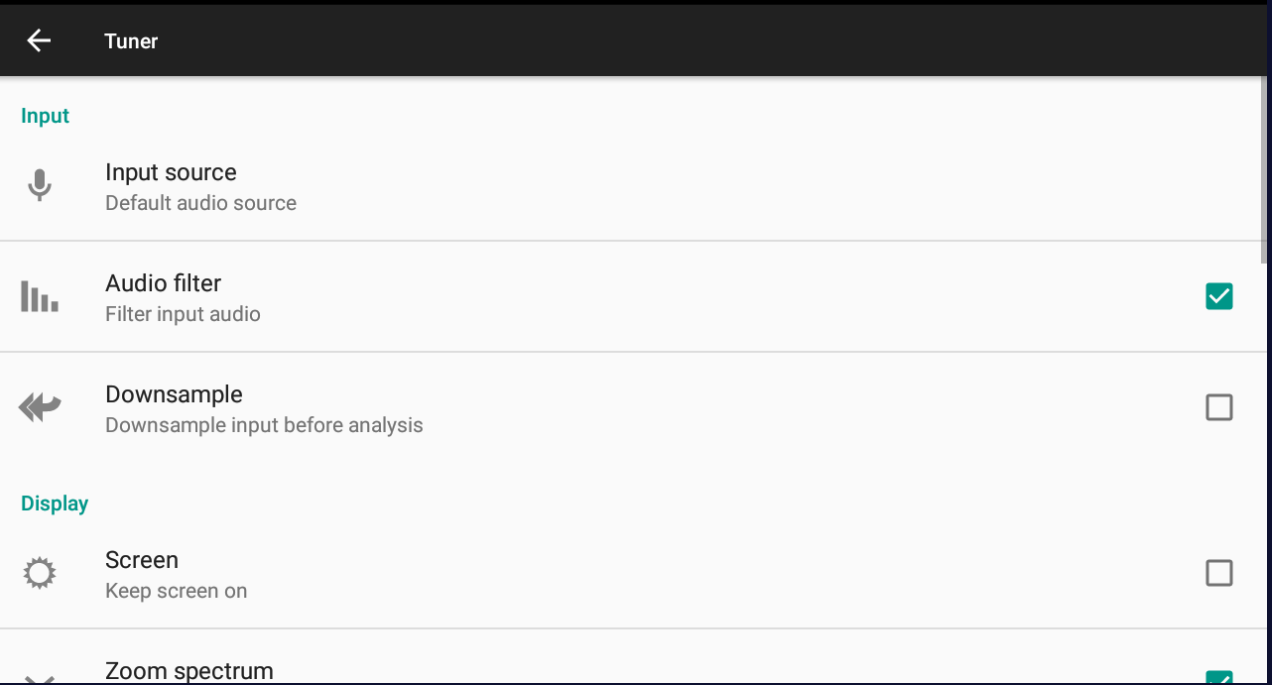 Tuner
Input
Input source
Default audio source
Audio filter
Filter input audio
Downsample
Downsample input before analysis
Display
Screen
Keep screen on
Zoom spectrum